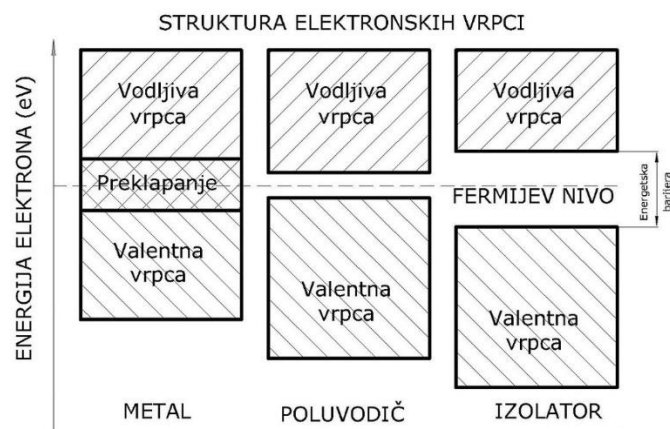 STRUKTURA ELEKTRONSKIH VRPCI
ENERGIJA ELEKTRONA (eV)
Vodljiva
vrpca
Preklapanje
Valentna
vrpca
METAL
Vodljiva
vrpca
Valentna
vrpca
POLUVODIČ
Vodljiva
vrpca
FERMIJEV NIVO
Energetska
barijera
Valentna
vrpca
IZOLATOR